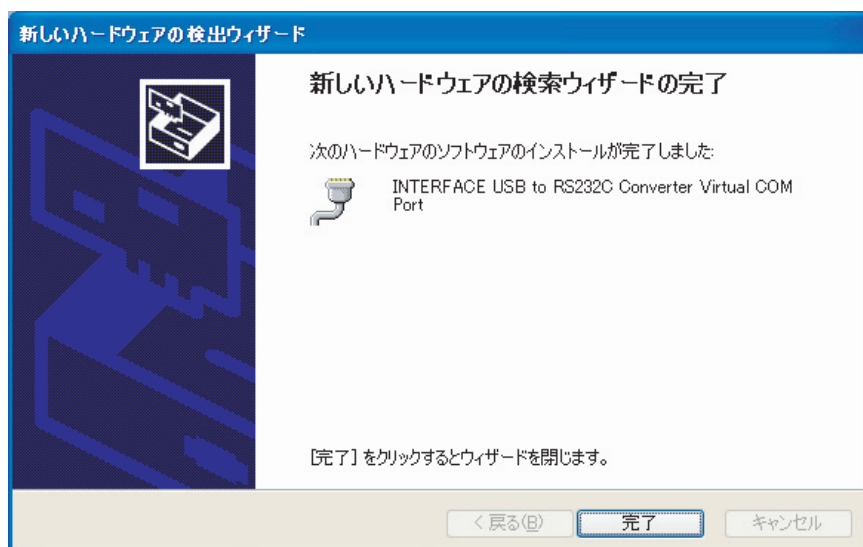 新しいハードウェアの検出ウィザード
新しいハードウェアの検索ウィザードの完了
次のハードウェアのソフトウェアのインストールが完了しました:
INTERFACE USB to RS232C Converter Virtual COM
Port
[完了] をクリックするとウィザードを閉じます。
< 戻る(B)
完了
キャンセル